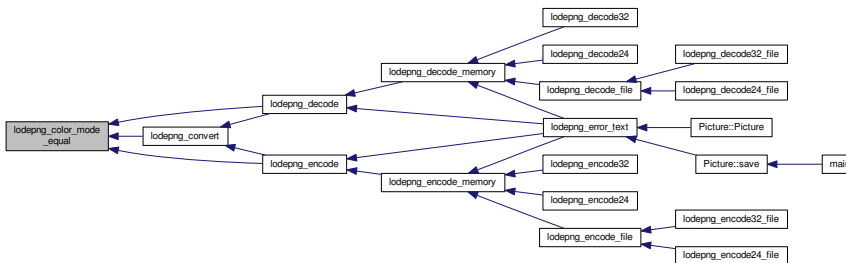 lodepng_color_mode
_equal
lodepng_convert
lodepng_decode
lodepng_encode
lodepng_decode_memory
lodepng_encode_memory
lodepng_decode32
lodepng_decode24
lodepng_decode_file
lodepng_error_text
lodepng_encode32
lodepng_encode24
lodepng_encode_file
lodepng_decode32_file
lodepng_decode24_file
Picture::Picture
Picture::save
lodepng_encode32_file
lodepng_encode24_file
main